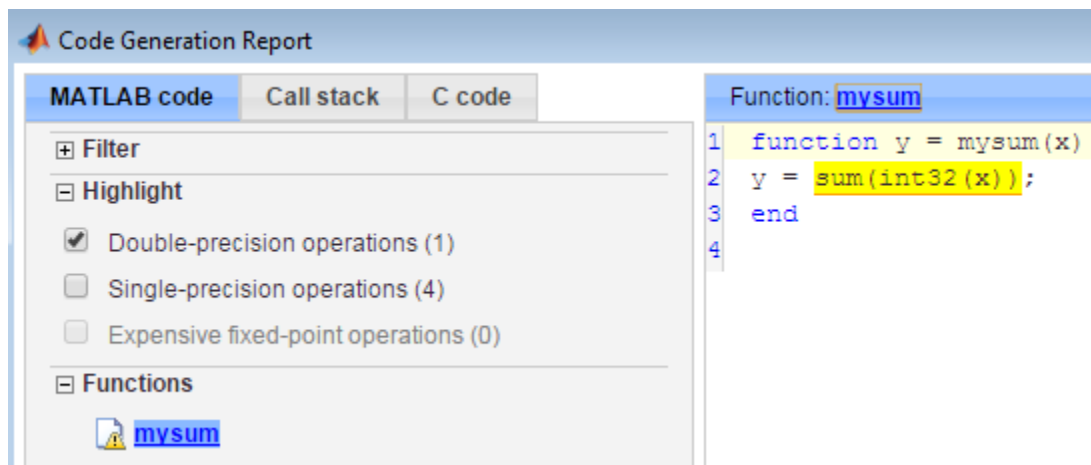 Code Generation Report
MATLAB code Call stack C code
Filter
Highlight
Double-precision operations (1)
Single-precision operations (4)
Expensive fixed-point operations (0)
Functions
mysum
Function: mysum
1 function y = mysum(x)
2 y = sum(int32(x));
3 end
4